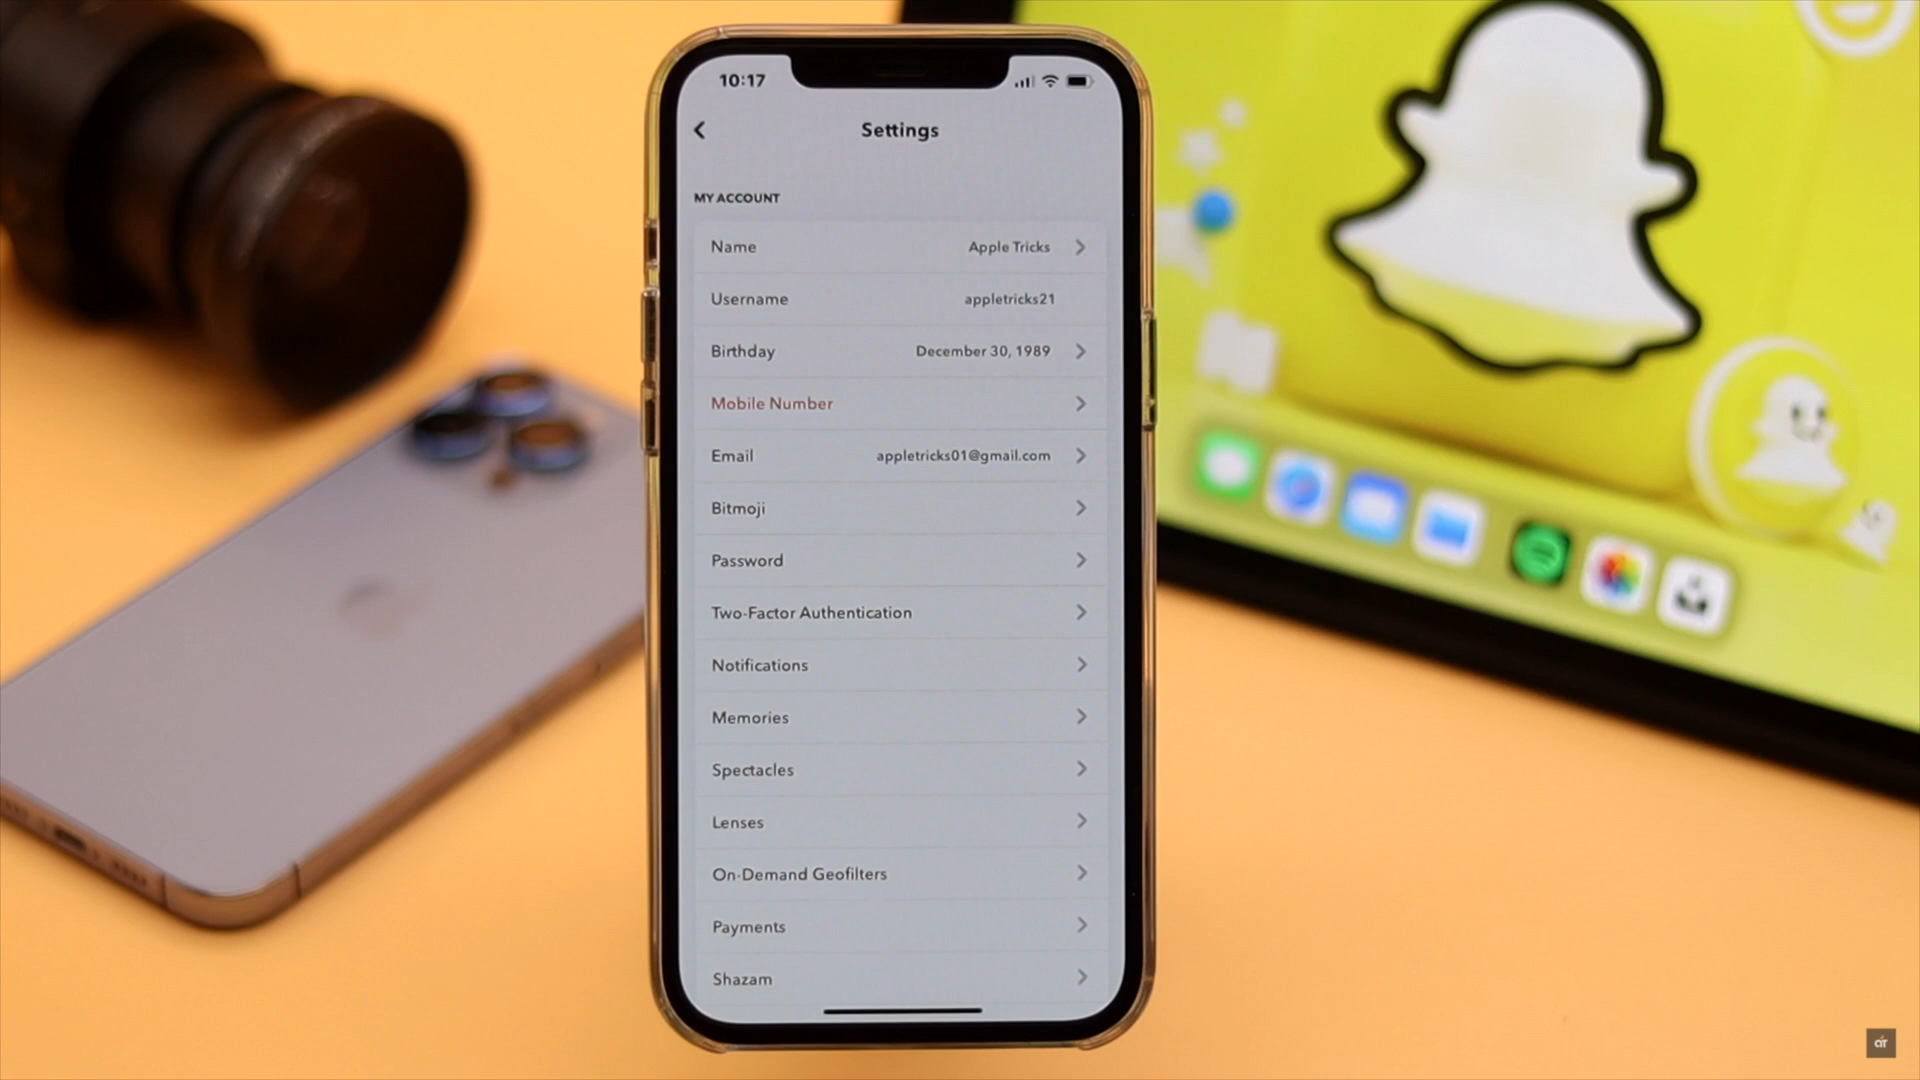 10:17
Settings
MY ACCOUNT
Name Apple Tricks
Username appletricks21
Birthday December 30, 1989
Mobile Number
Email appletricks01@gmail.com
Bitmoji
Password
Two-Factor Authentication
Notifications
Memories
Spectacles
Lenses
On-Demand Geofilters
Payments
Shazam